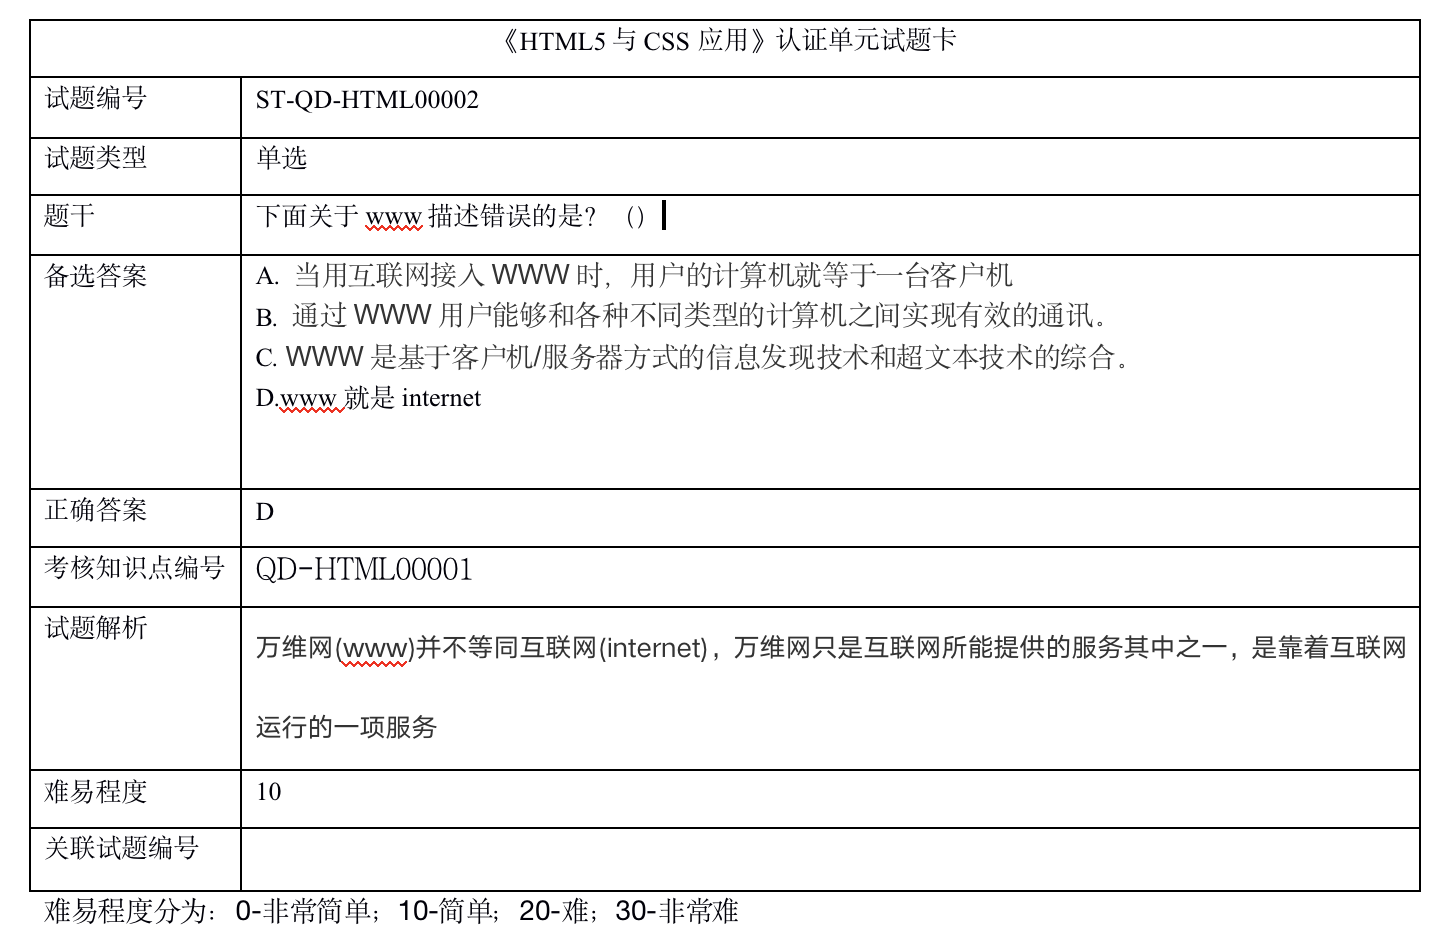 《HTML5 与 CSS 应用》认证单元试题卡
试题编号 ST-QD-HTML00002
试题类型 单选
题干 下面关于 www 描述错误的是？（）
备选答案 A. 当用互联网接入 WWW 时，用户的计算机就等于一台客户机
B. 通过 WWW 用户能够和各种不同类型的计算机之间实现有效的通讯。
C. WWW 是基于客户机/服务器方式的信息发现技术和超文本技术的综合。
D.www 就是 internet
正确答案 D
考核知识点编号 QD-HTML00001
试题解析 万维网(www)并不等同互联网(internet)，万维网只是互联网所能提供的服务其中之一，是靠着互联网
运行的一项服务
难易程度 10
关联试题编号
难易程度分为：0-非常简单；10-简单；20-难；30-非常难